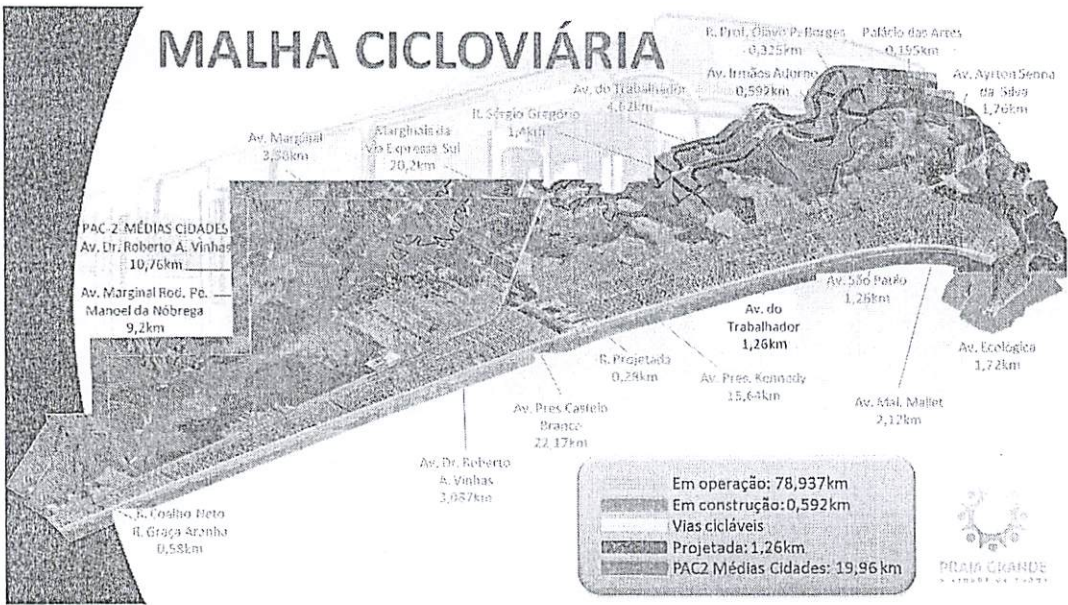 MALHA CICLOVIÁRIA
R. Prof. Olavo P. Borges
0,325km
Palácio das Artes
0,195km
Av. Irmãos Adorno
0,592km
Av. Ayrton Senna
da Silva
1,76km
Av. do Trabalhador
4,62km
R. Sérgio Gregório
1,4km
Marginais da
Via Expressa Sul
20,2km
Av. Marginal
3,98km
PAC-2 MÉDIAS CIDADES
Av. Dr. Roberto A. Vinhas
10,76km
Av. Marginal Rod. Pe.
Manoel da Nóbrega
9,2km
Av. São Paulo
1,26km
Av. do
Trabalhador
1,26km
Av. Ecológica
1,72km
R. Projetada
0,29km
Av. Pres. Kennedy
15,64km
Av. Mal. Mallet
2,12km
Av. Pres Castelo
Branco
22,17km
Av. Dr. Roberto
A. Vinhas
3,087km
R. Coelho Neto
R. Graça Aranha
0,58km
Em operação: 78,937km
Em construção: 0,592km
Vias cicláveis
Projetada: 1,26km
PAC2 Médias Cidades: 19,96 km
PRAIA GRANDE